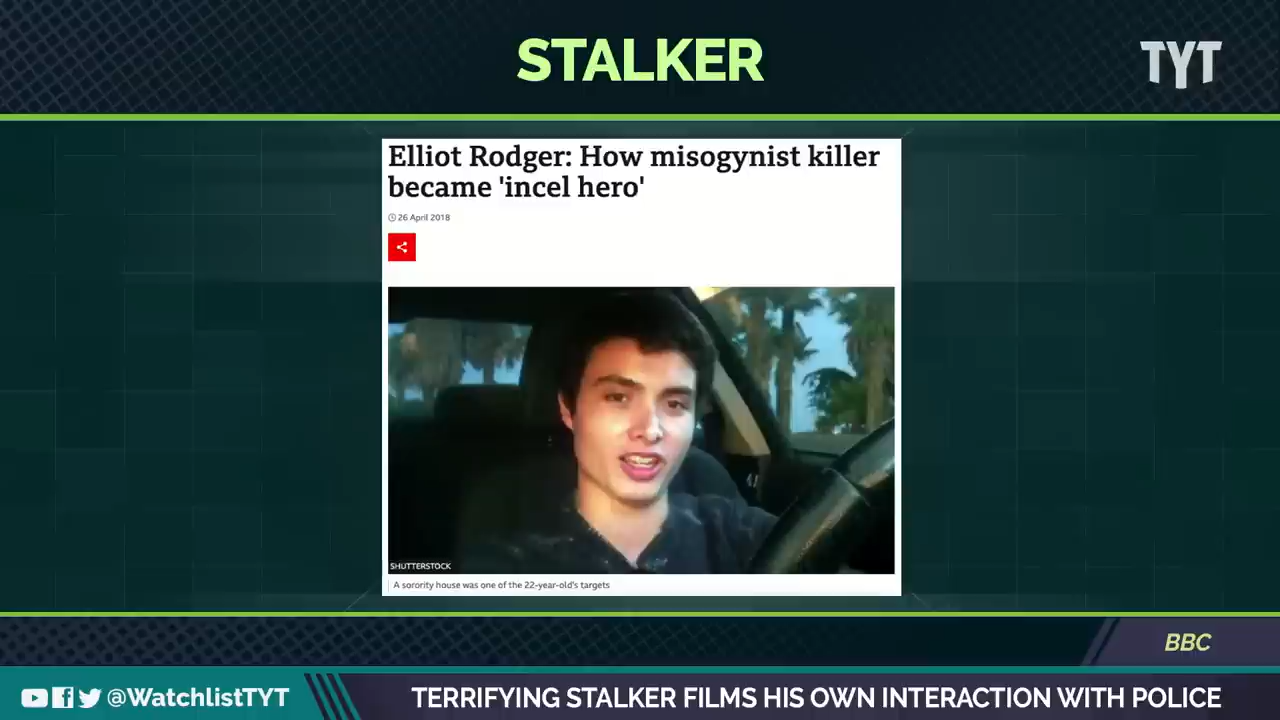 STALKER
TYT
Elliot Rodger: How misogynist killer
became 'incel hero'
26 April 2018
SHUTTERSTOCK
A sorority house was one of the 22-year-old's targets
BBC
@WatchlistTYT
TERRIFYING STALKER FILMS HIS OWN INTERACTION WITH POLICE